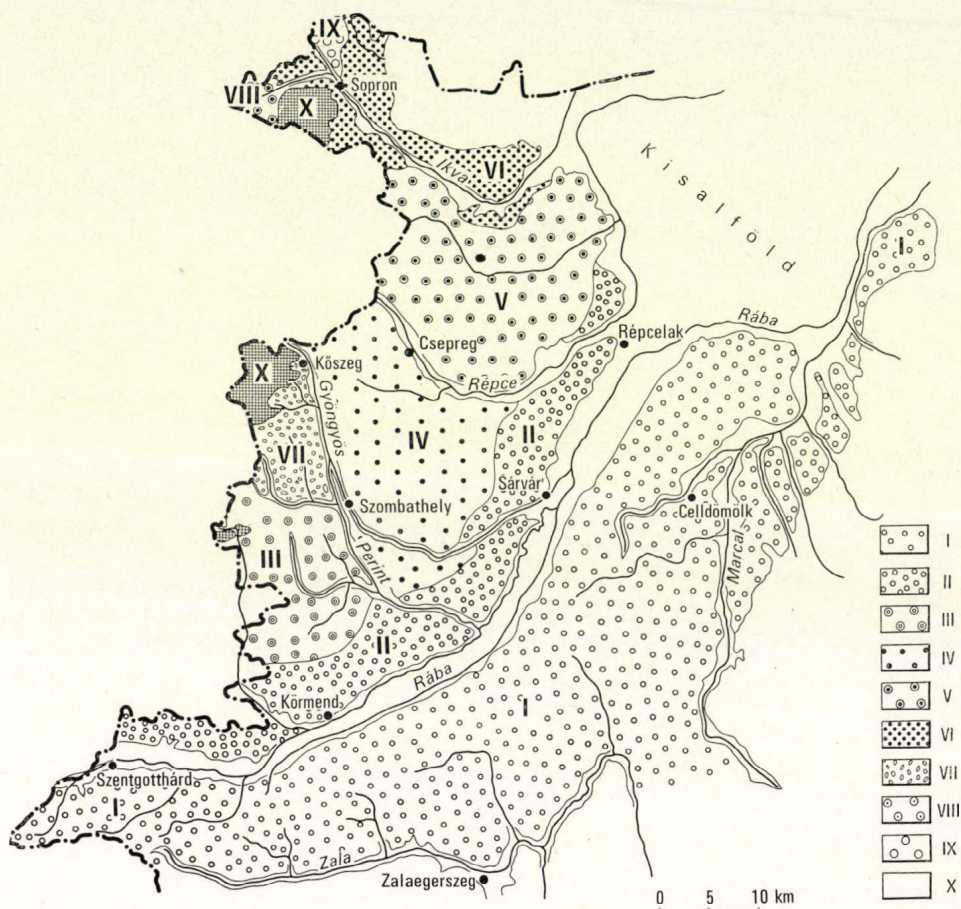 IX
VIII
Sopron
X
Ikva
VI
Kisalföld
I
V
Rába
Répcelak
Csepreg
X
Kőszeg
Répce
Gyöngyös
IV
II
VII
Sárvár
Szombathely
Celldömölk
Marcal
III
Perint
II
Rába
Körmend
I
Szentgotthárd
I
Zala
Zalaegerszeg
0 5 10 km
I
II
III
IV
V
VI
VII
VIII
IX
X